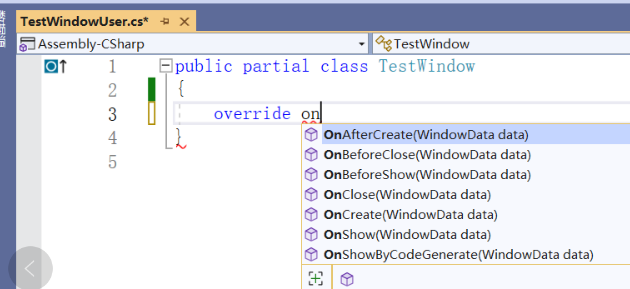 TestWindowUser.cs*
Assembly-CSharp
TestWindow
1 public partial class TestWindow
2 {
3 override on
4 }
5
OnAfterCreate(WindowData data)
OnBeforeClose(WindowData data)
OnBeforeShow(WindowData data)
OnClose(WindowData data)
OnCreate(WindowData data)
OnShow(WindowData data)
OnShowByCodeGenerate(WindowData data)